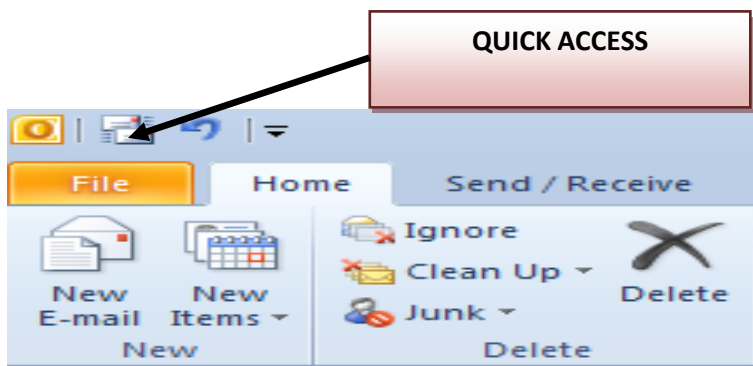 QUICK ACCESS
File Home Send / Receive
Ignore
Clean Up
Junk
New E-mail
New Items
Delete
New Delete